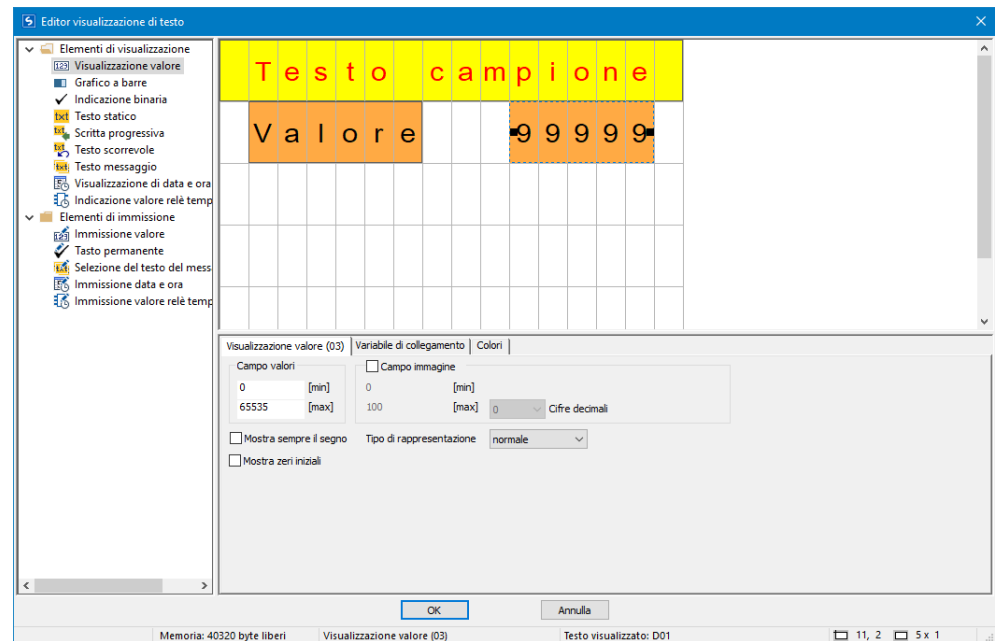 Editor visualizzazione di testo
Elementi di visualizzazione
Visualizzazione valore
Grafico a barre
Indicazione binaria
Testo statico
Scritta progressiva
Testo scorrevole
Testo messaggio
Visualizzazione di data e ora
Indicazione valore relè temp
Elementi di immissione
Immissione valore
Tasto permanente
Selezione del testo del mess
Immissione data e ora
Immissione valore relè temp
Testo campione
Valore 99999
Visualizzazione valore (03) Variabile di collegamento Colori
Campo valori Campo immagine
0 [min] 0 [min]
65535 [max] 100 [max] 0 Cifre decimali
Mostra sempre il segno Tipo di rappresentazione normale
Mostra zeri iniziali
OK Annulla
Memoria: 40320 byte liberi Visualizzazione valore (03) Testo visualizzato: D01 11, 2 5 x 1